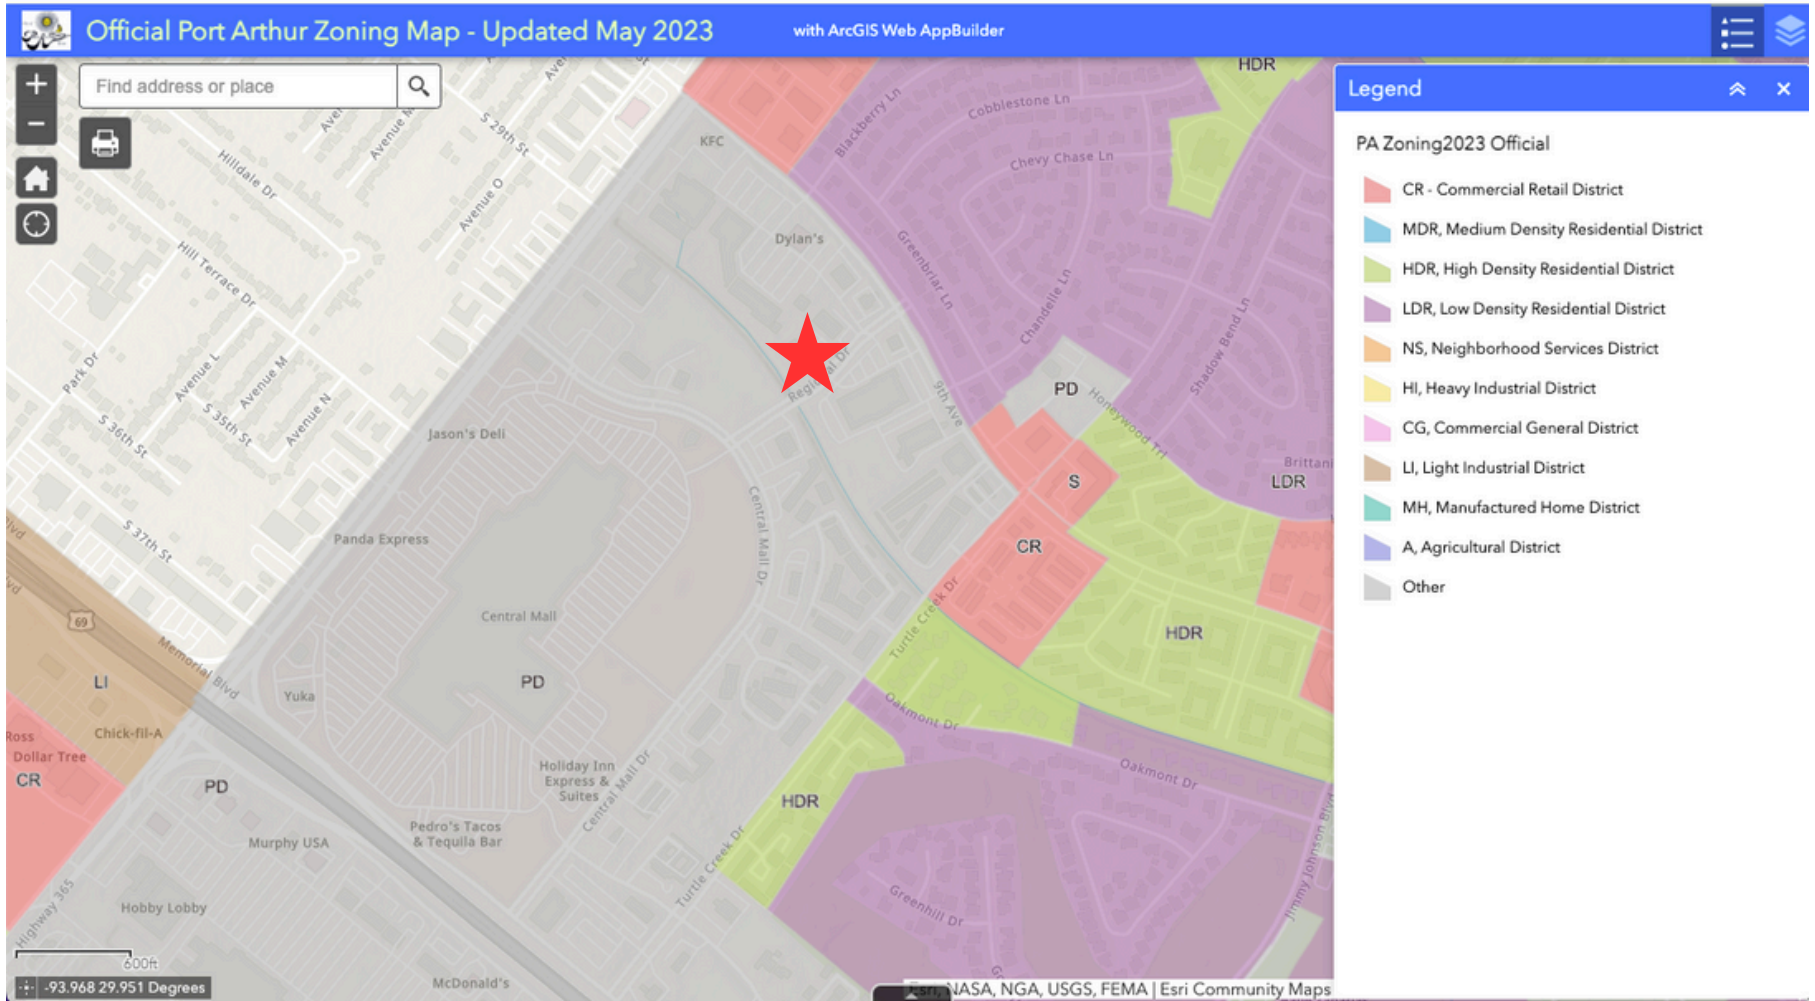 Official Port Arthur Zoning Map - Updated May 2023
with ArcGIS Web AppBuilder
Find address or place
Legend
PA Zoning2023 Official
CR - Commercial Retail District
MDR, Medium Density Residential District
HDR, High Density Residential District
LDR, Low Density Residential District
NS, Neighborhood Services District
HI, Heavy Industrial District
CG, Commercial General District
LI, Light Industrial District
MH, Manufactured Home District
A, Agricultural District
Other
HDR
Avenue
S 29th St
Hilldale Dr
Avenue O
Hill Terrace Dr
Park Dr
Avenue L
Avenue M
Avenue N
S 35th St
S 36th St
S 37th St
KFC
Dylan's
Blackberry Ln
Cobblestone Ln
Chevy Chase Ln
Greenbriar Ln
Chandelle Ln
Shadow Bend Ln
Regional Dr
9th Ave
PD
Honeywood Trl
Brittani
LDR
S
CR
HDR
Jason's Deli
Panda Express
Central Mall
Central Mall Dr
PD
Turtle Creek Dr
Oakmont Dr
Oakmont Dr
69
Memorial Blvd
LI
Yuka
Chick-fil-A
Ross
Dollar Tree
CR
PD
Murphy USA
Hobby Lobby
Highway 365
Holiday Inn
Express &
Suites
Central Mall Dr
Pedro's Tacos
& Tequila Bar
HDR
Turtle Creek Dr
Greenhill Dr
Jimmy Johnson Blvd
McDonald's
600ft
-93.968 29.951 Degrees
Esri, NASA, NGA, USGS, FEMA | Esri Community Maps